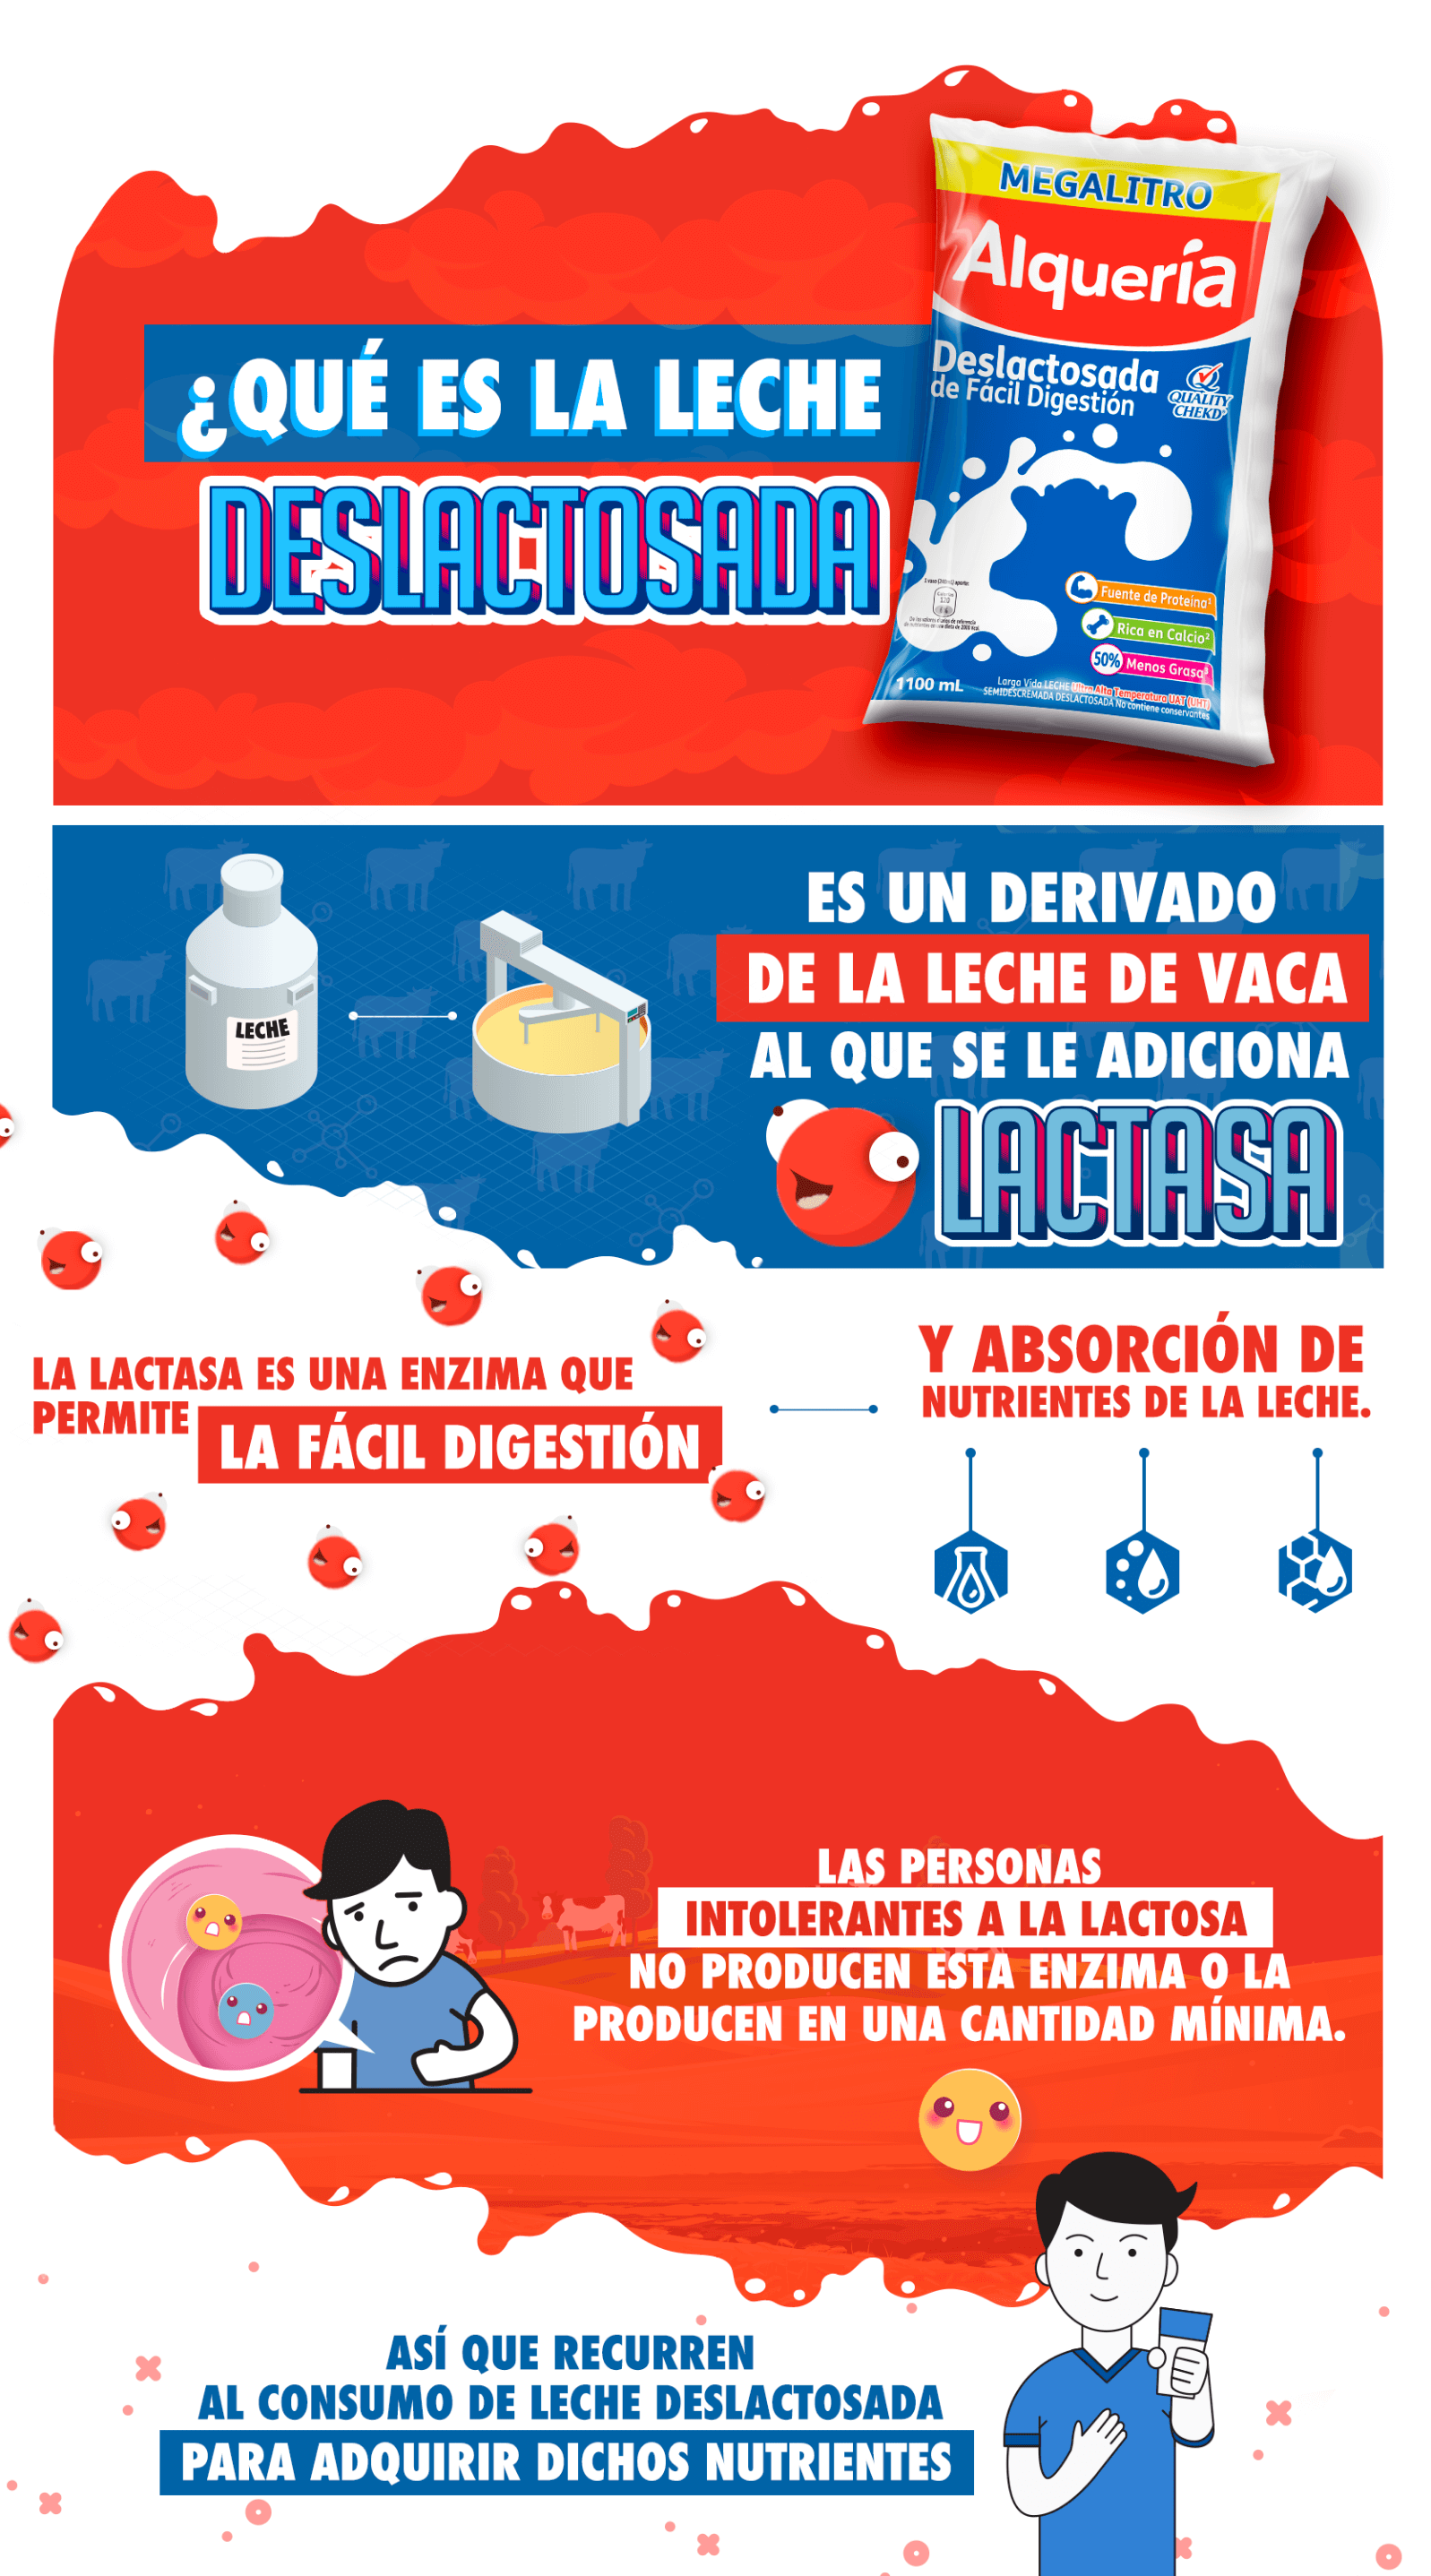 MEGALITRO
Alquería
Deslactosada
de Fácil Digestión
QUALITY
CHEKD
¿QUÉ ES LA LECHE
DESLACTOSADA
Fuente de Proteína¹
Rica en Calcio²
50% Menos Grasa³
1100 mL
Larga Vida LECHE Ultra Alta Temperatura UAT (UHT)
SEMIDESCREMADA DESLACTOSADA No contiene conservantes
ES UN DERIVADO
DE LA LECHE DE VACA
AL QUE SE LE ADICIONA
LACTASA
LECHE
LA LACTASA ES UNA ENZIMA QUE
PERMITE
LA FÁCIL DIGESTIÓN
Y ABSORCIÓN DE
NUTRIENTES DE LA LECHE.
LAS PERSONAS
INTOLERANTES A LA LACTOSA
NO PRODUCEN ESTA ENZIMA O LA
PRODUCEN EN UNA CANTIDAD MÍNIMA.
ASÍ QUE RECURREN
AL CONSUMO DE LECHE DESLACTOSADA
PARA ADQUIRIR DICHOS NUTRIENTES